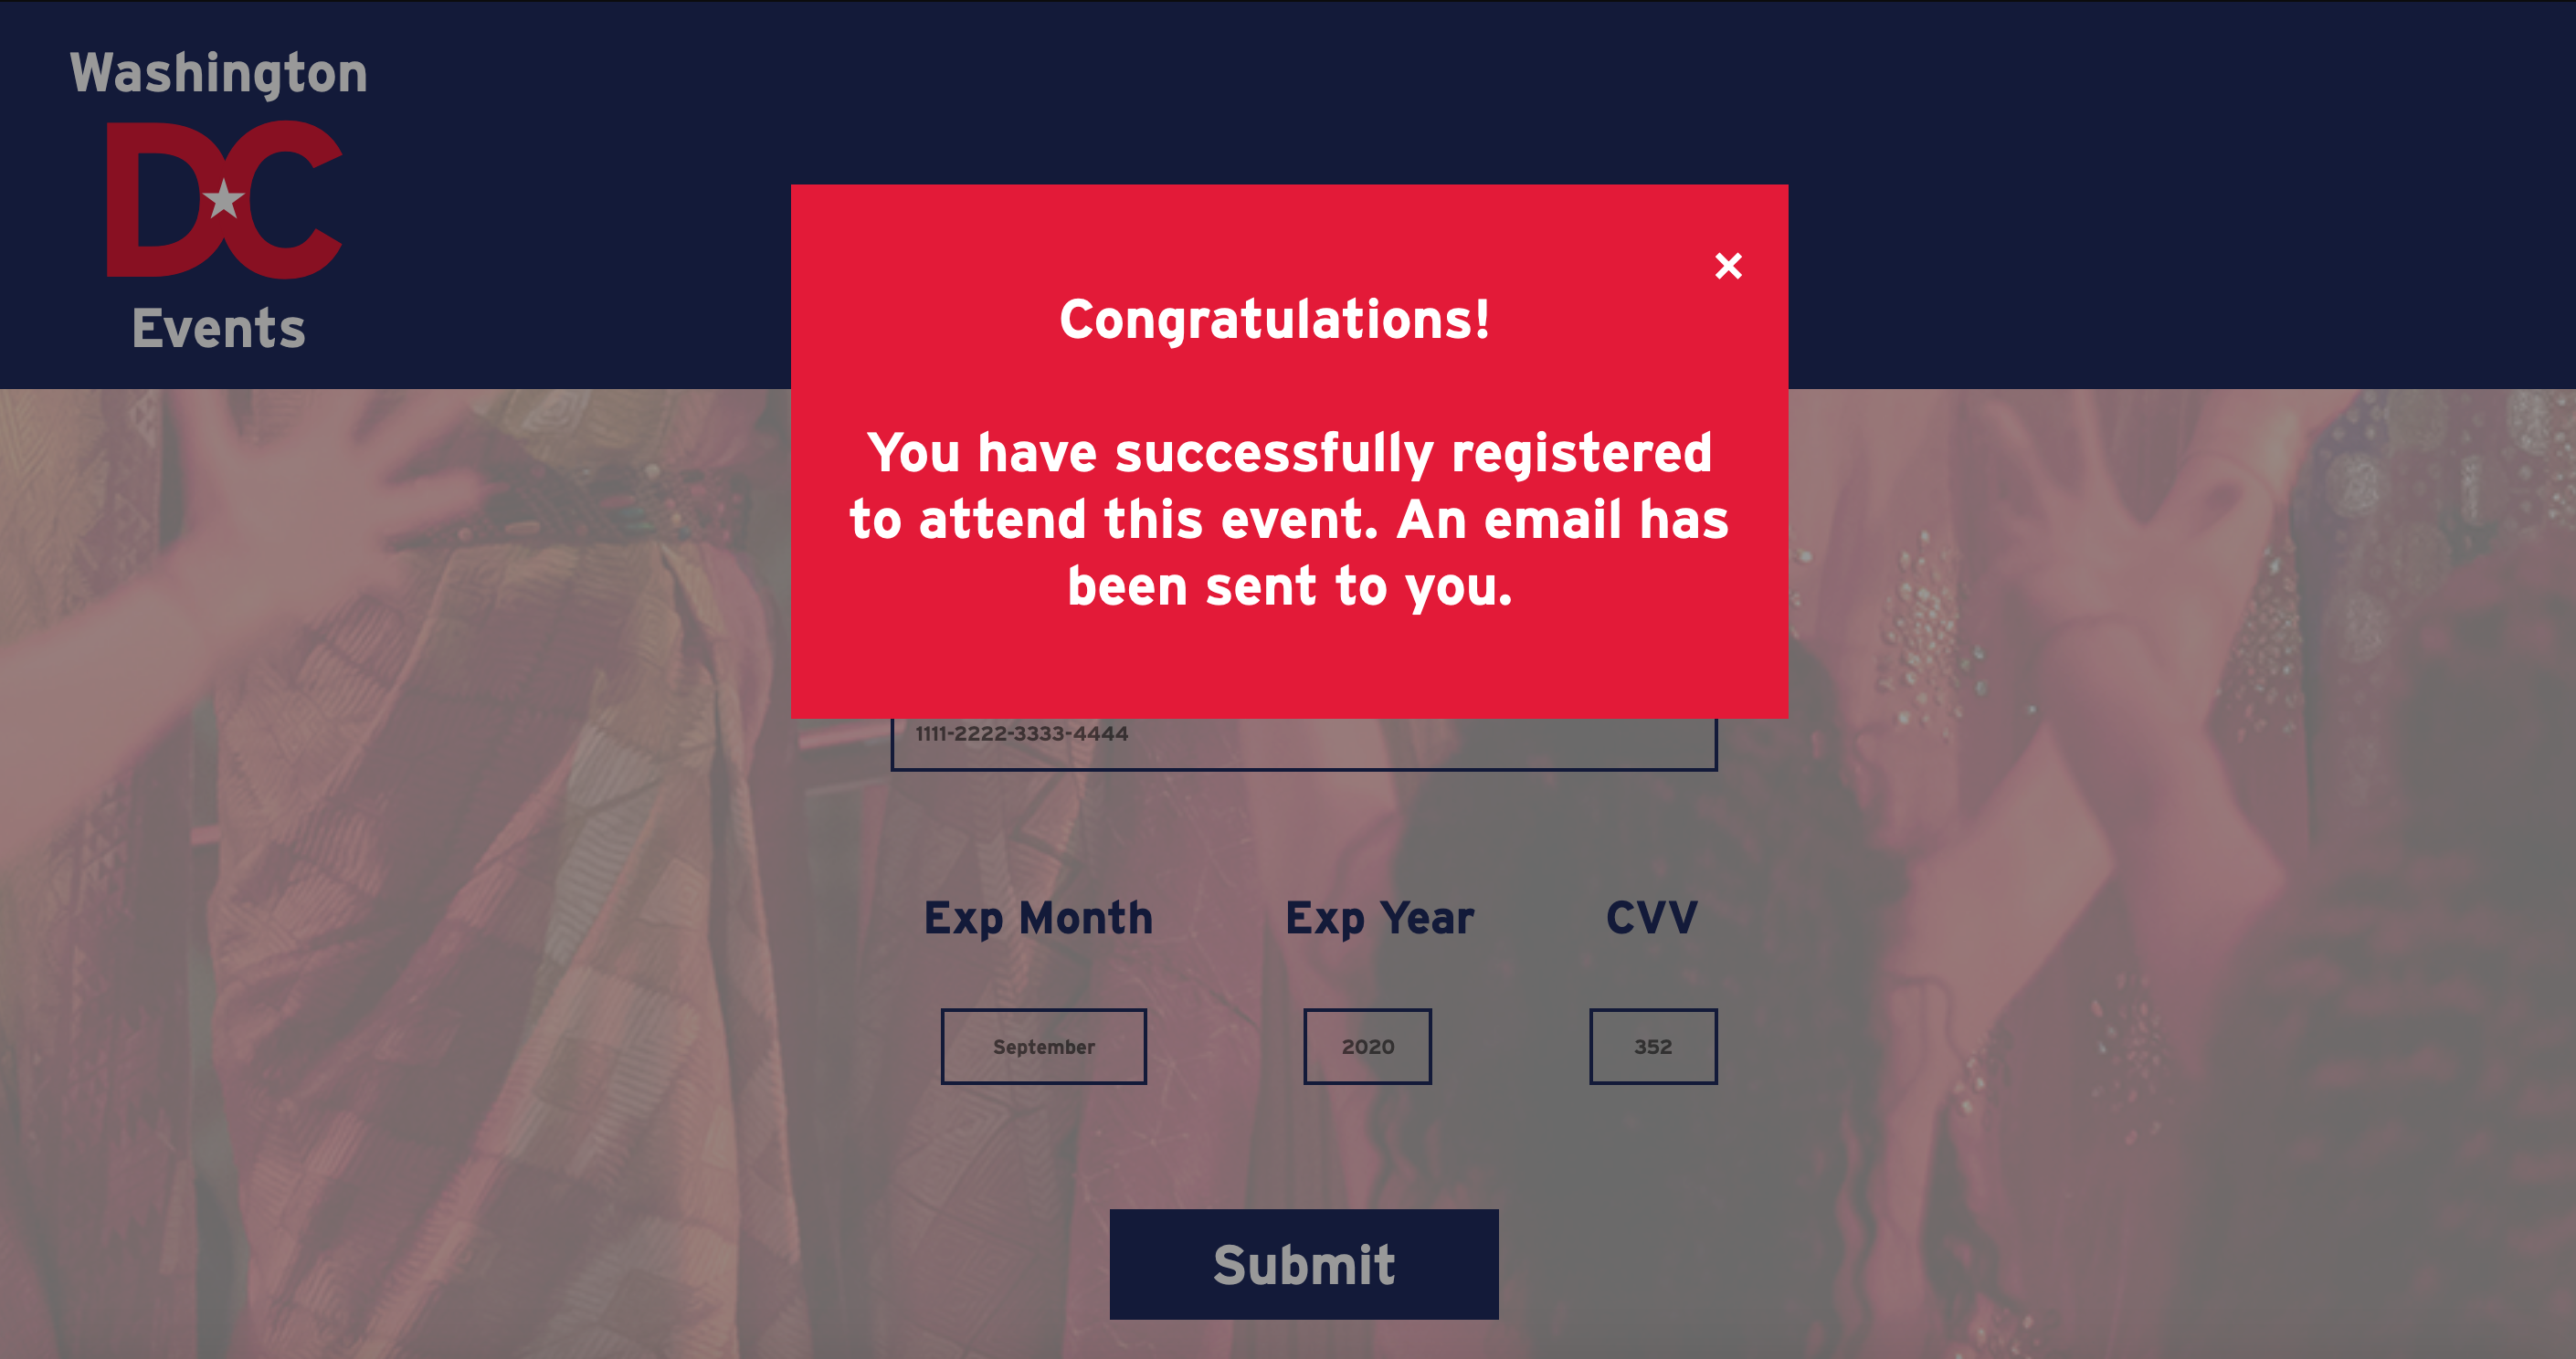 Washington
DC
Events
×
Congratulations!
You have successfully registered
to attend this event. An email has
been sent to you.
1111-2222-3333-4444
Exp Month
Exp Year
CVV
September
2020
352
Submit